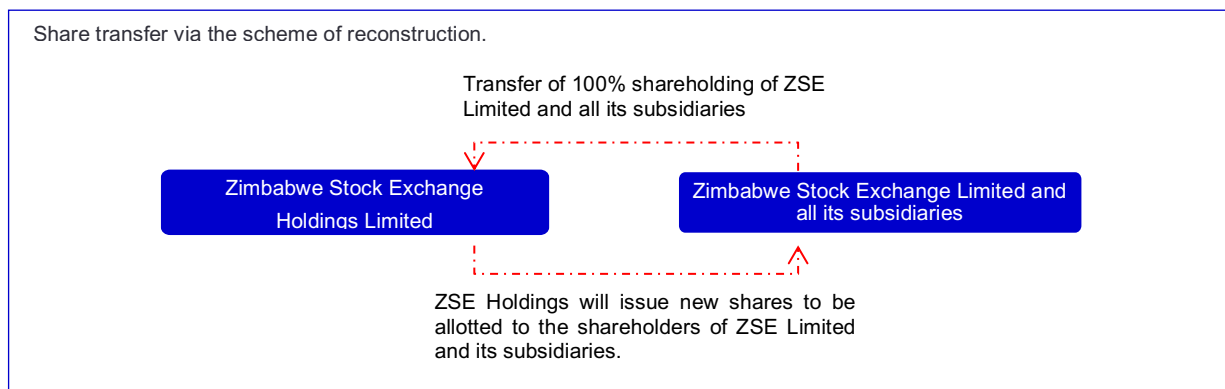 Share transfer via the scheme of reconstruction.
Transfer of 100% shareholding of ZSE
Limited and all its subsidiaries
Zimbabwe Stock Exchange
Holdings Limited
Zimbabwe Stock Exchange Limited and
all its subsidiaries
ZSE Holdings will issue new shares to be
allotted to the shareholders of ZSE Limited
and its subsidiaries.